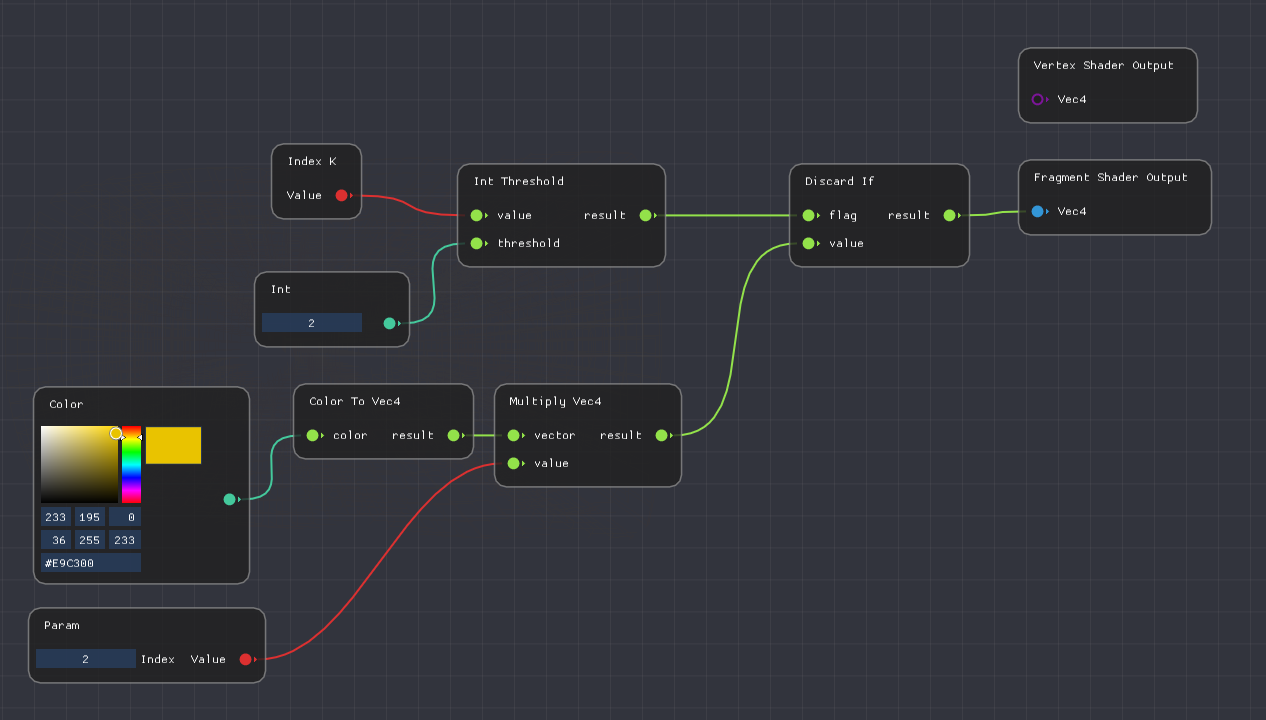 Vertex Shader Output
Vec4
Index K
Value
Int Threshold
value result
threshold
Discard If
flag result
value
Fragment Shader Output
Vec4
Int
2
Color
233 195 0
36 255 233
#E9C300
Color To Vec4
color result
Multiply Vec4
vector result
value
Param
2 Index Value